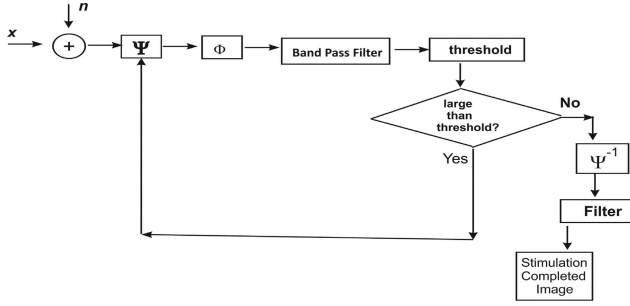 n
x
+
Ψ
Φ
Band Pass Filter
threshold
large
than
threshold?
No
Yes
Ψ-1
Filter
Stimulation
Completed
Image